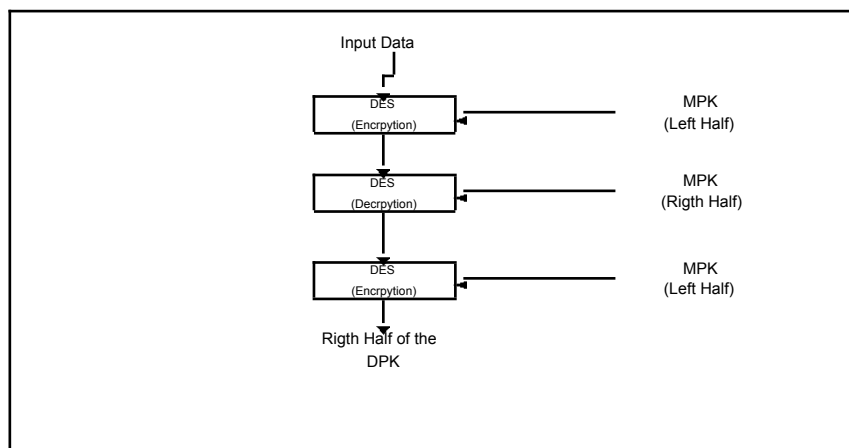 Input Data
DES
(Encrpytion)
MPK
(Left Half)
DES
(Decrpytion)
MPK
(Rigth Half)
DES
(Encrpytion)
MPK
(Left Half)
Rigth Half of the
DPK